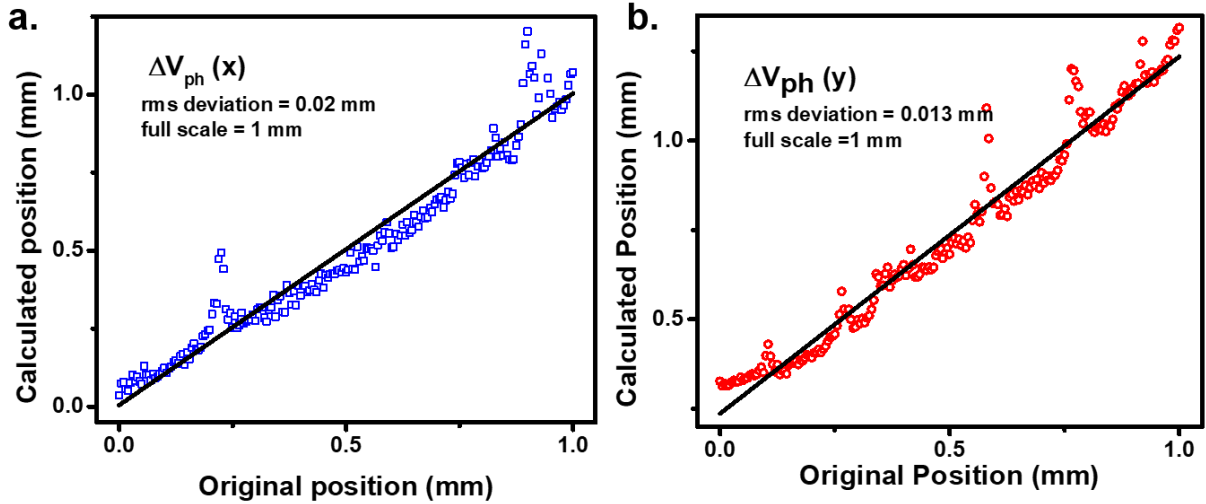 a.
ΔVph (x)
rms deviation = 0.02 mm
full scale = 1 mm
Calculated position (mm)
1.0
0.5
0.0
0.0 0.5 1.0
Original position (mm)
b.
ΔVph (y)
rms deviation = 0.013 mm
full scale =1 mm
Calculated Position (mm)
1.0
0.5
0.0 0.5 1.0
Original Position (mm)